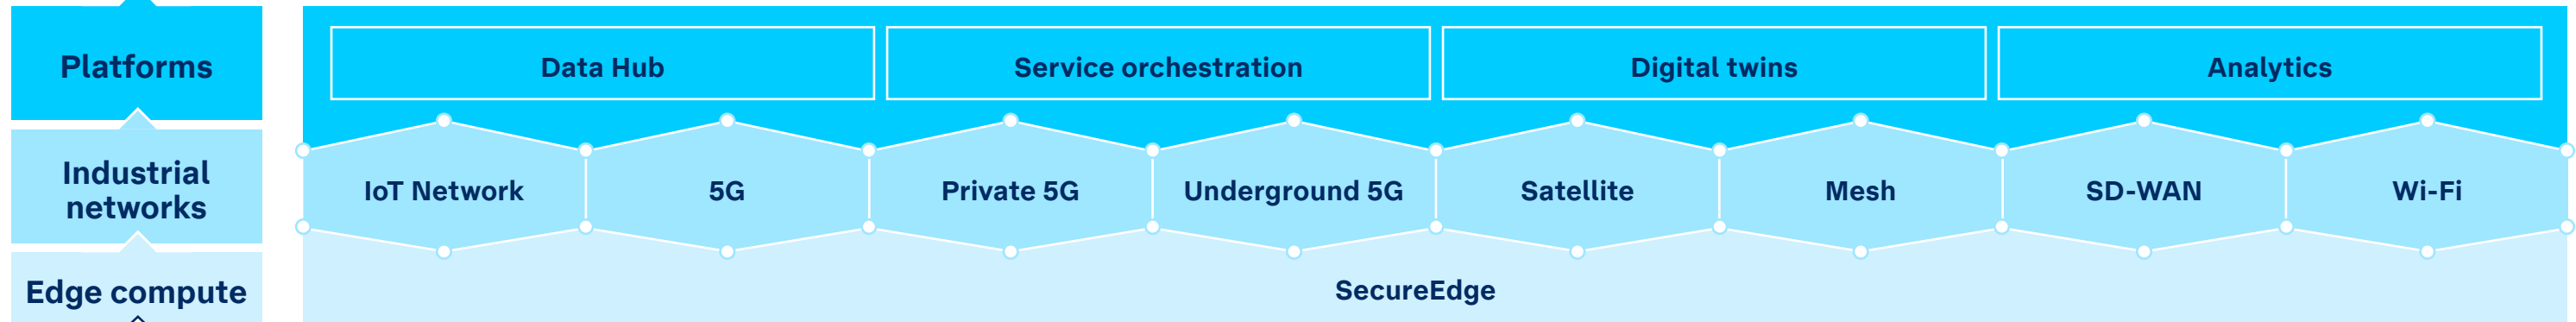 Platforms
Data Hub
Service orchestration
Digital twins
Analytics
Industrial
networks
IoT Network
5G
Private 5G
Underground 5G
Satellite
Mesh
SD-WAN
Wi-Fi
Edge compute
SecureEdge